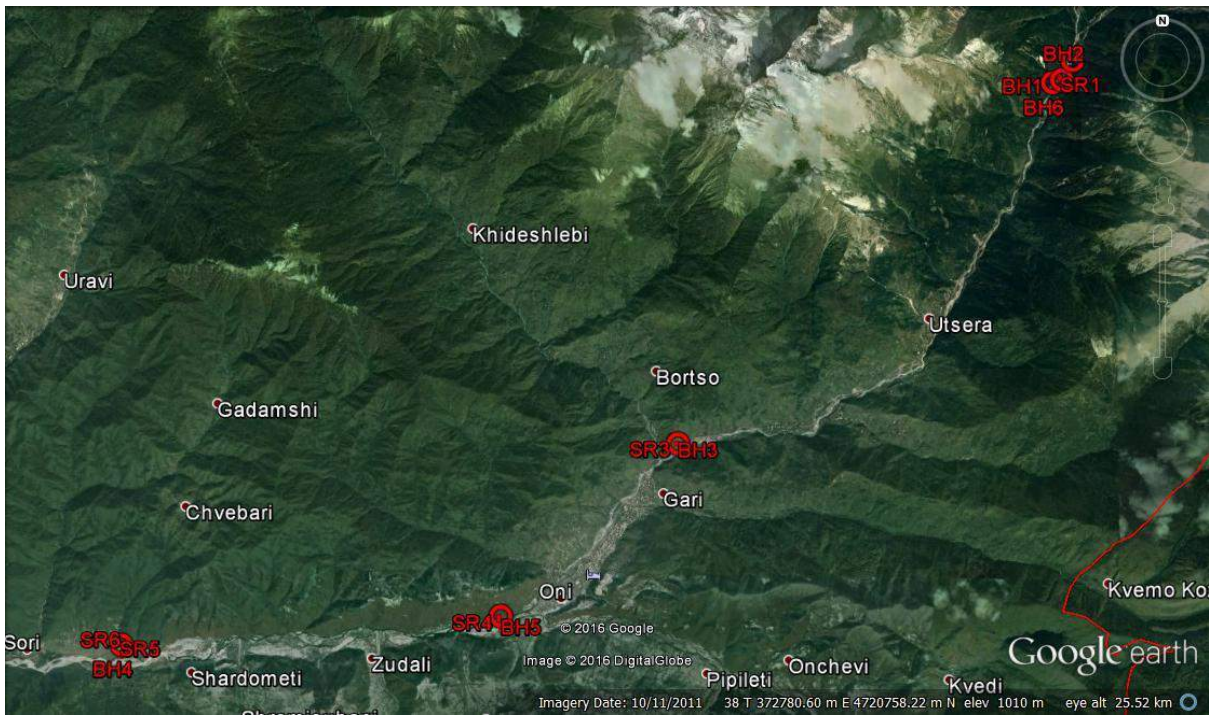 N
BH2
BH1 SR1
BH6
Khideshlebi
Uravi
Utsera
Bortso
Gadamshi
SR3 BH3
Gari
Chvebari
Oni
Kvemo Koz
SR4 BH5
© 2016 Google
SR6 SR5
Sori
BH4
Zudali
Image © 2016 DigitalGlobe
Onchevi
Google earth
Shardometi
Pipileti
Kvedi
Imagery Date: 10/11/2011 38 T 372780.60 m E 4720758.22 m N elev 1010 m eye alt 25.52 km